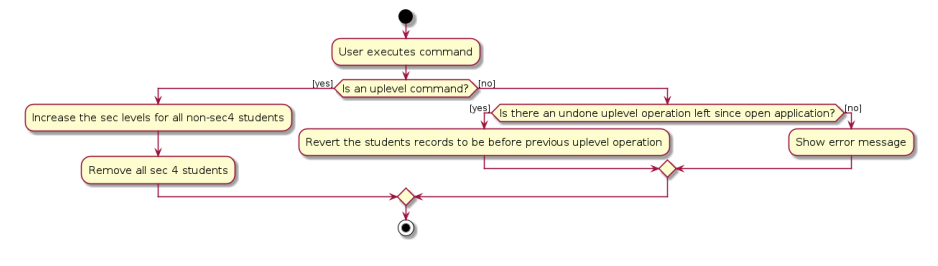 User executes command
[yes]
Is an uplevel command?
[no]
Increase the sec levels for all non-sec4 students
Remove all sec 4 students
[yes]
Is there an undone uplevel operation left since open application?
[no]
Revert the students records to be before previous uplevel operation
Show error message